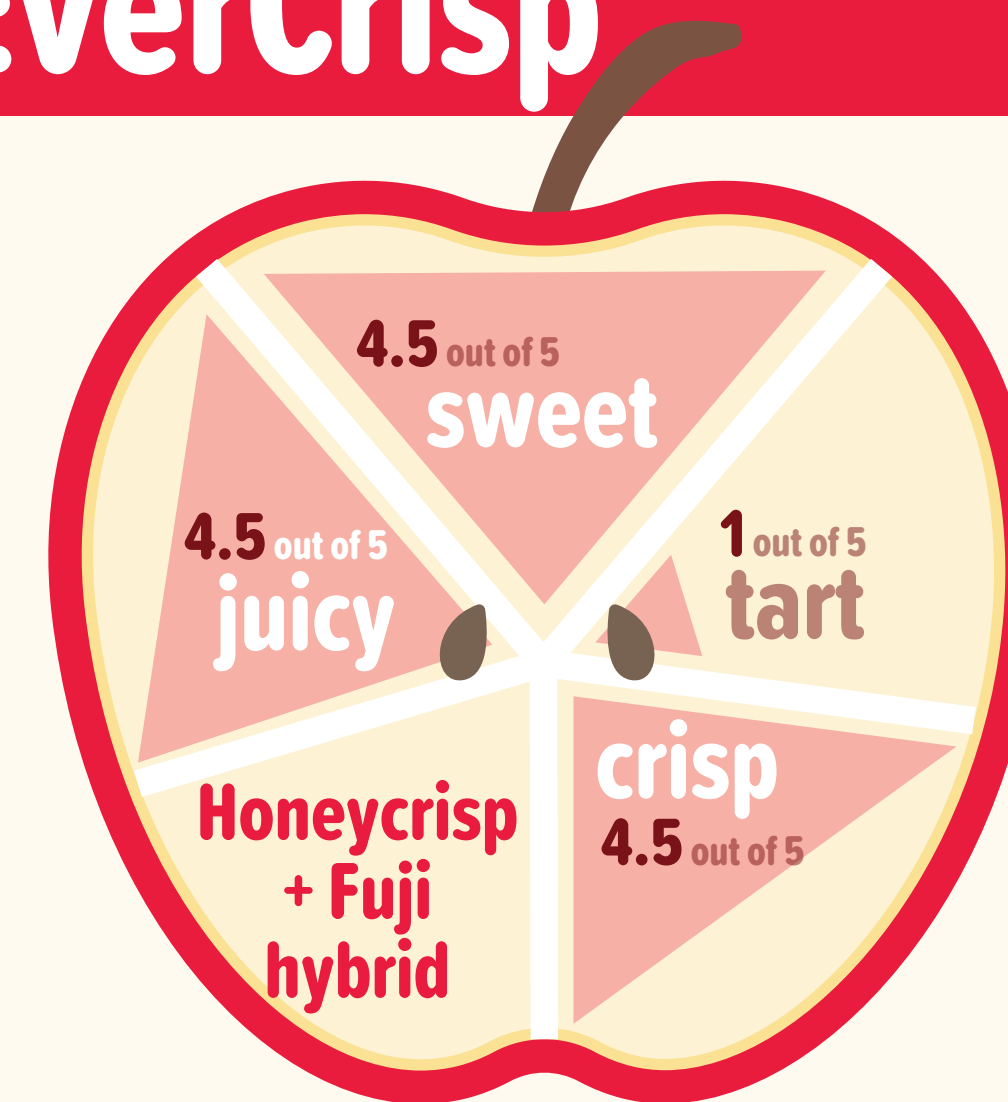 EverCrisp
4.5 out of 5
sweet
4.5 out of 5
juicy
1 out of 5
tart
crisp
4.5 out of 5
Honeycrisp
+ Fuji
hybrid